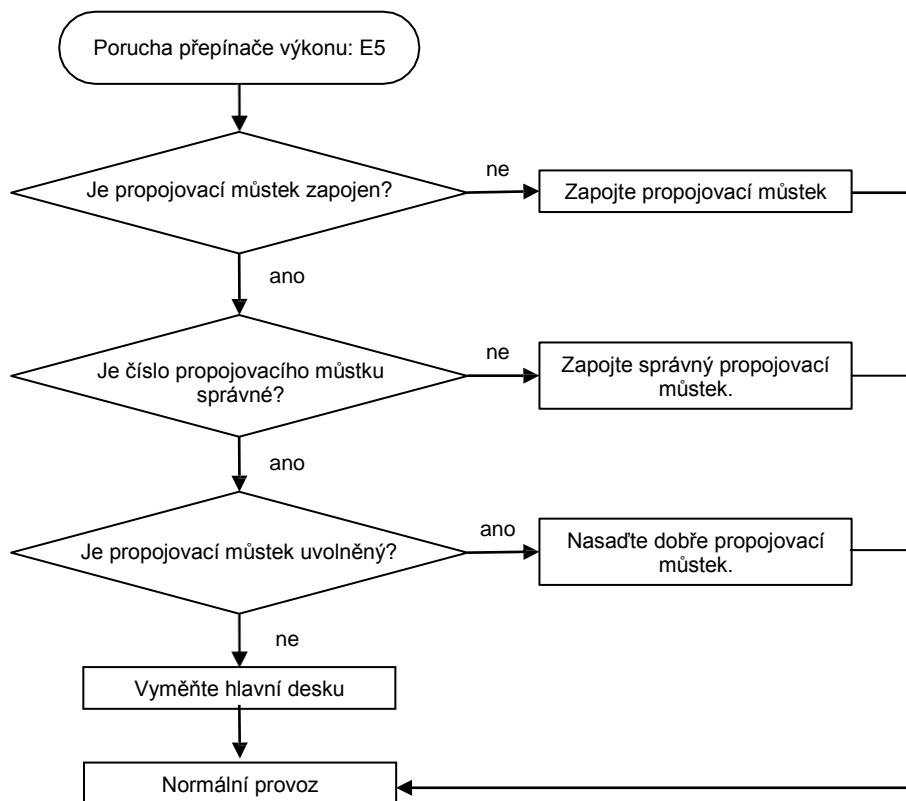 Porucha přepínače výkonu: E5
Je propojovací můstek zapojen?
ne
Zapojte propojovací můstek
ano
Je číslo propojovacího můstku
správné?
ne
Zapojte správný propojovací
můstek.
ano
Je propojovací můstek uvolněný?
ano
Nasaďte dobře propojovací
můstek.
ne
Vyměňte hlavní desku
Normální provoz